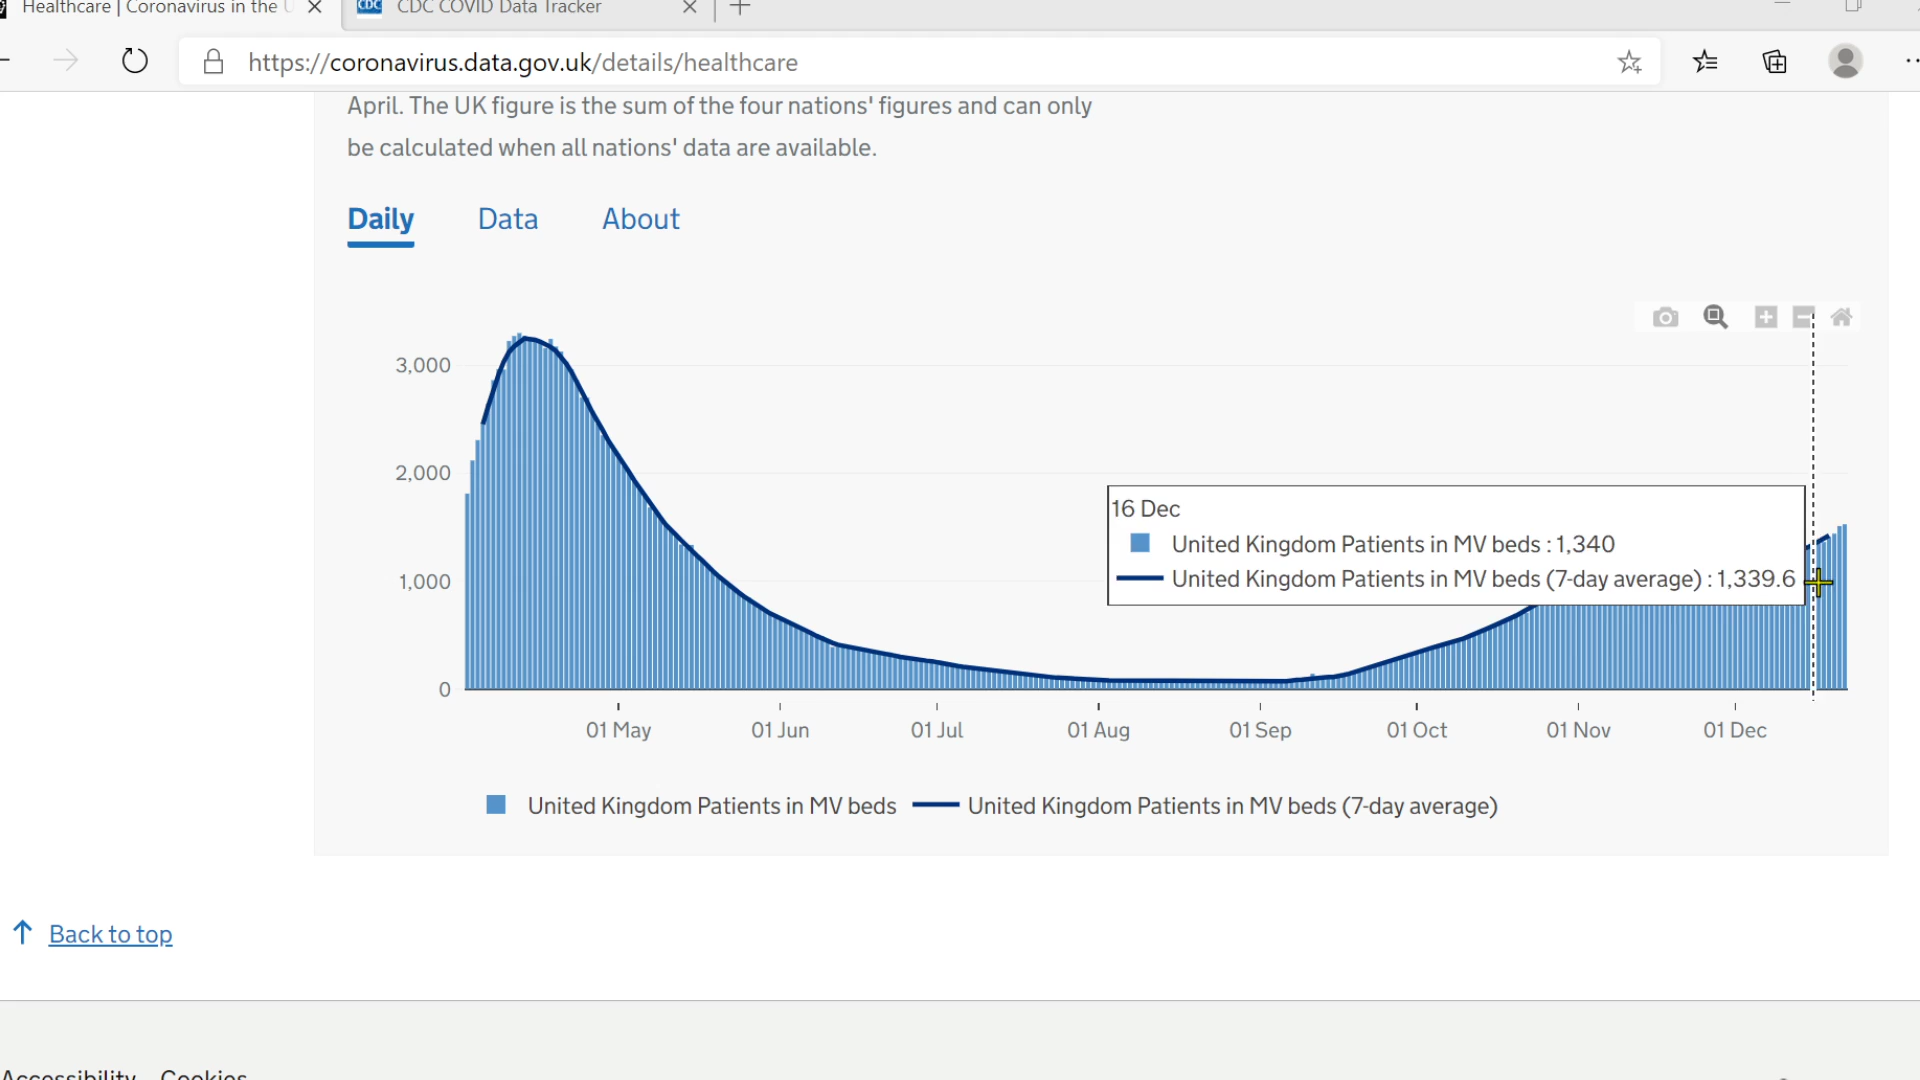 Healthcare | Coronavirus in the U
CDC CDC COVID Data Tracker
https://coronavirus.data.gov.uk/details/healthcare
April. The UK figure is the sum of the four nations' figures and can only
be calculated when all nations' data are available.
Daily Data About
3,000
2,000
1,000
0
16 Dec
United Kingdom Patients in MV beds : 1,340
United Kingdom Patients in MV beds (7-day average) : 1,339.6
01 May 01 Jun 01 Jul 01 Aug 01 Sep 01 Oct 01 Nov 01 Dec
United Kingdom Patients in MV beds United Kingdom Patients in MV beds (7-day average)
Back to top
Accessibility Cookies